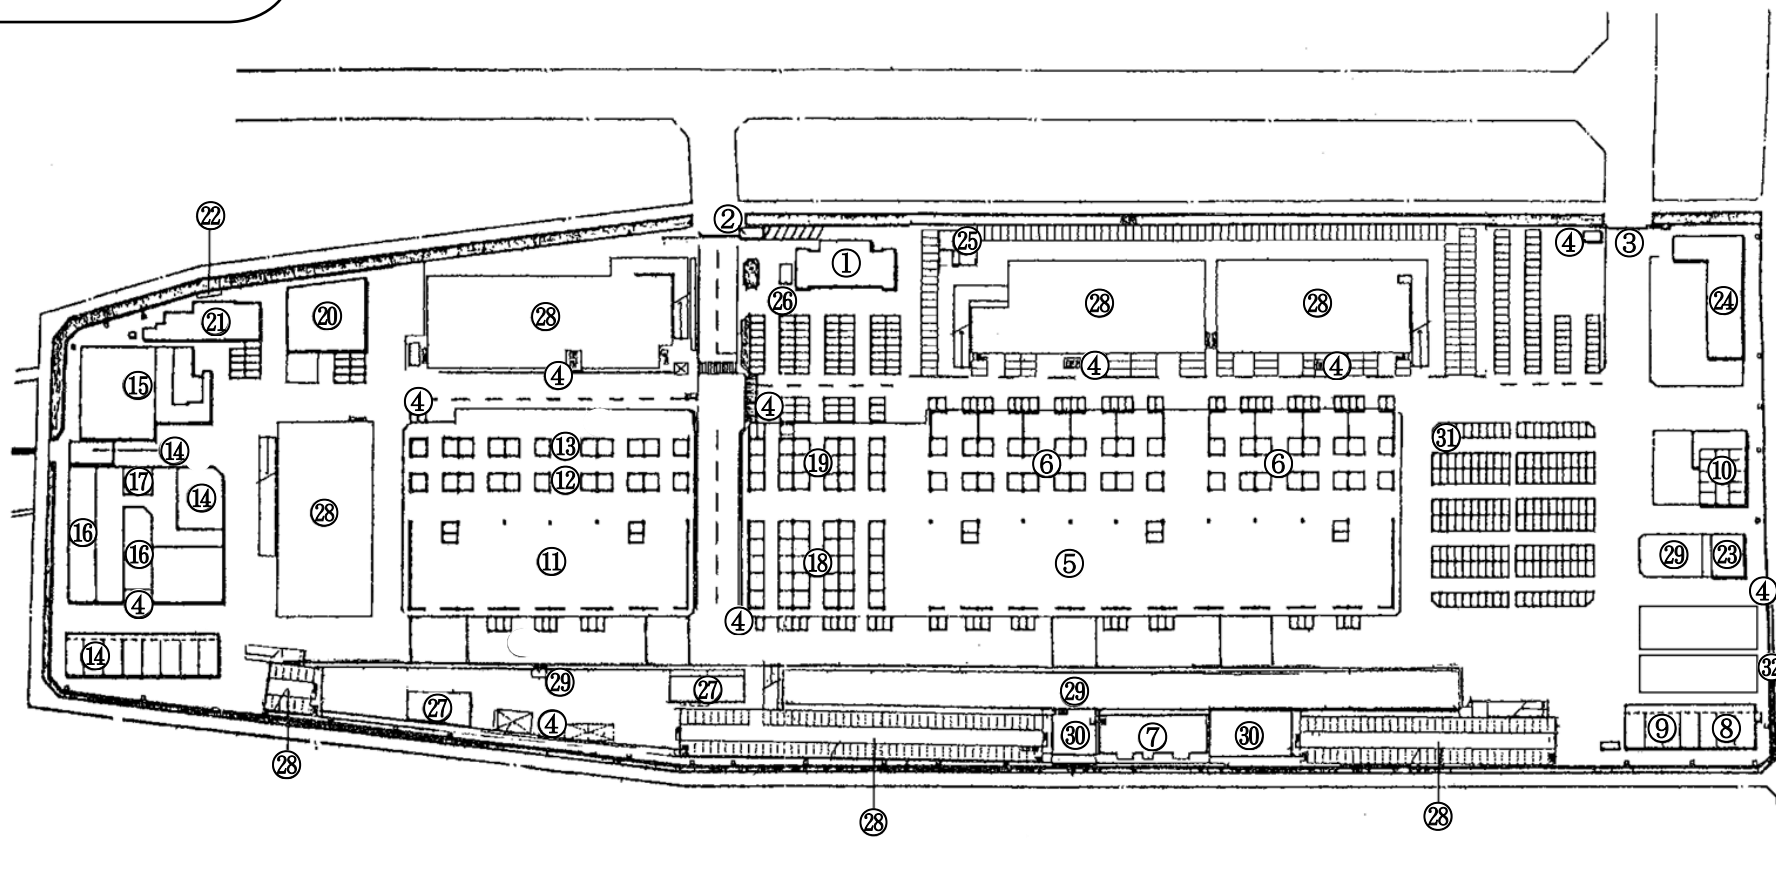 ㉒
②
㉕
④ ③
①
㉖
㉑ ⑳ ㉘ ㉘ ㉘ ㉔
④ ④ ④
⑮ ④ ④
⑭ ⑬ ㉛
⑰ ⑭ ⑫ ⑲ ⑥ ⑥ ⑩
⑯ ㉘
⑯ ⑪ ⑱ ⑤ ㉙ ㉓
④ ④ ④
⑭ ㉜
㉙ ㉗ ㉙
㉗ ④ ㉚ ⑦ ㉚ ⑨ ⑧
㉘ ㉘ ㉘